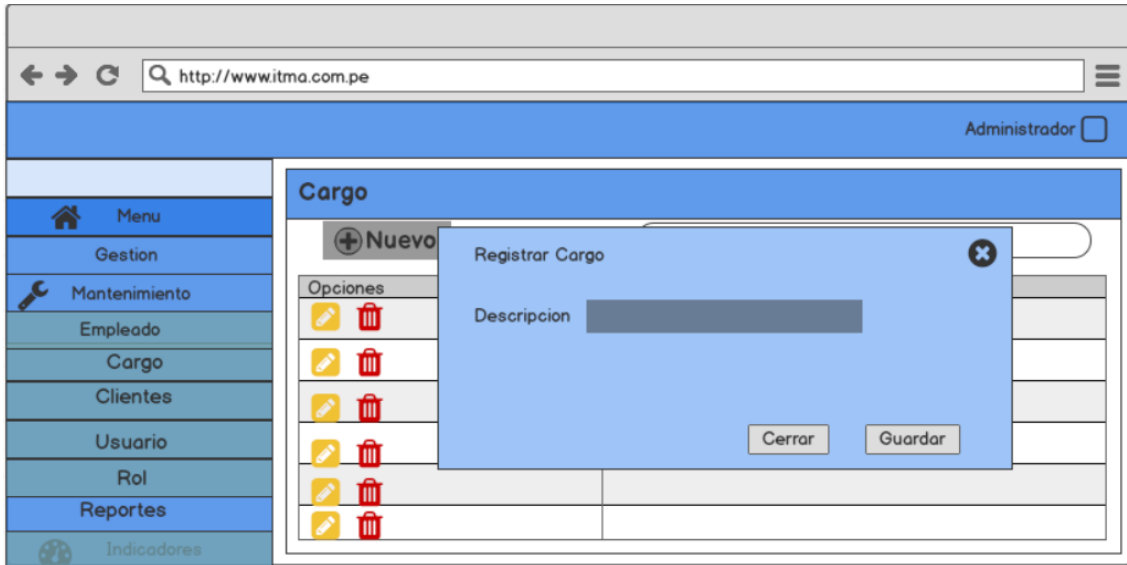 http://www.itma.com.pe
Administrador
Menu
Gestion
Mantenimiento
Empleado
Cargo
Clientes
Usuario
Rol
Reportes
Indicadores
Cargo
Nuevo
Opciones
Registrar Cargo
Descripcion
Cerrar
Guardar